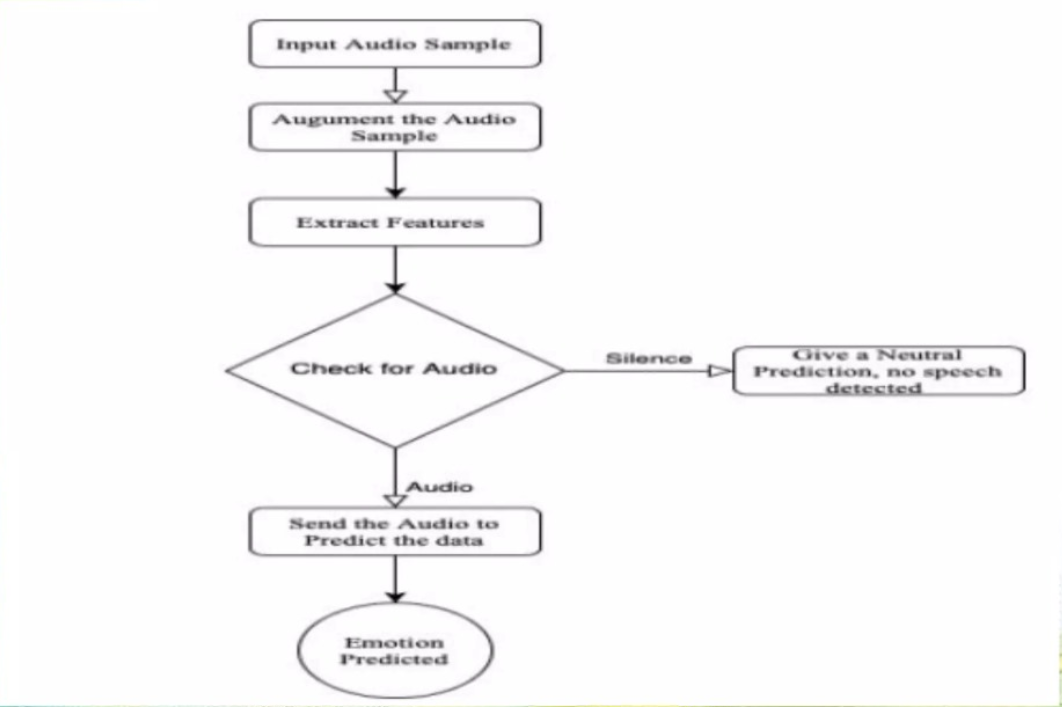 Input Audio Sample
Augument the Audio
Sample
Extract Features
Check for Audio
Silence
Give a Neutral
Prediction, no speech
detected
Audio
Send the Audio to
Predict the data
Emotion
Predicted